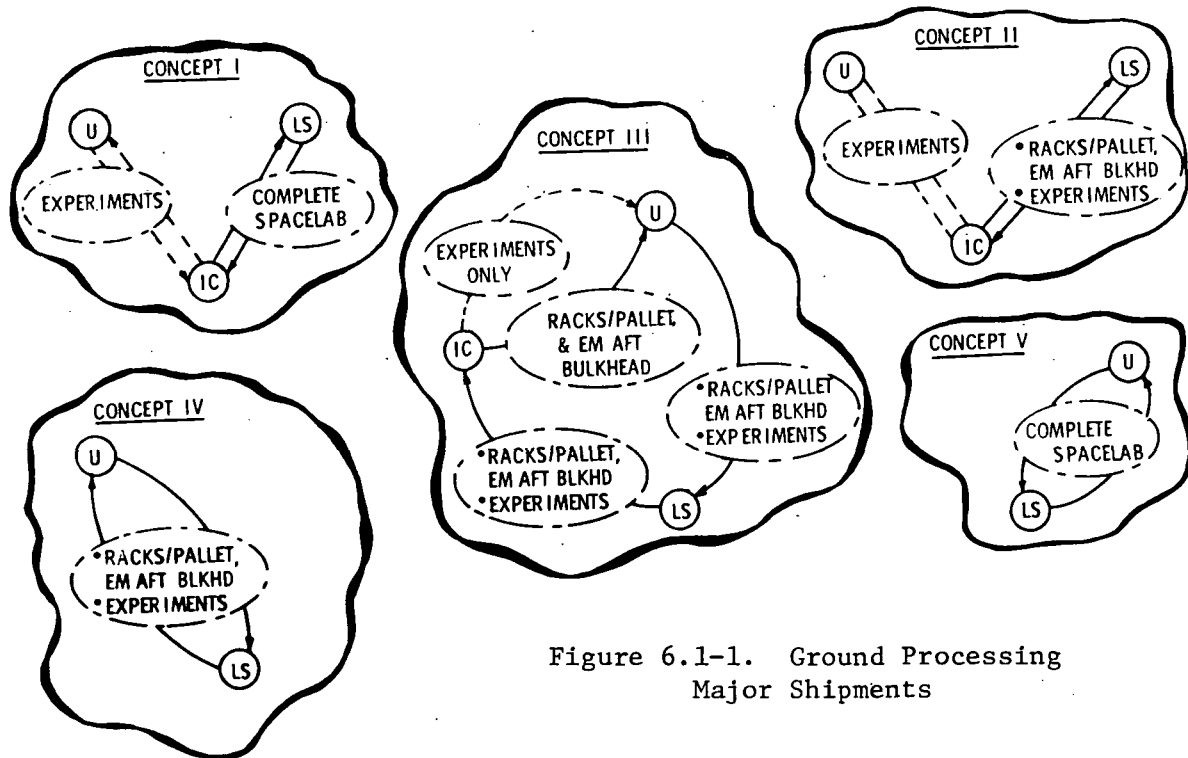 CONCEPT I
U
LS
EXPERIMENTS
COMPLETE
SPACELAB
IC
CONCEPT II
U
LS
EXPERIMENTS
•RACKS/PALLET,
EM AFT BLKHD
•EXPERIMENTS
IC
CONCEPT III
U
EXPERIMENTS
ONLY
IC
RACKS/PALLET,
& EM AFT
BULKHEAD
•RACKS/PALLET
EM AFT BLKHD
•EXPERIMENTS
•RACKS/PALLET,
EM AFT BLKHD
•EXPERIMENTS
LS
CONCEPT IV
U
•RACKS/PALLET,
EM AFT BLKHD
•EXPERIMENTS
LS
CONCEPT V
U
COMPLETE
SPACELAB
LS
Figure 6.1-1. Ground Processing
Major Shipments